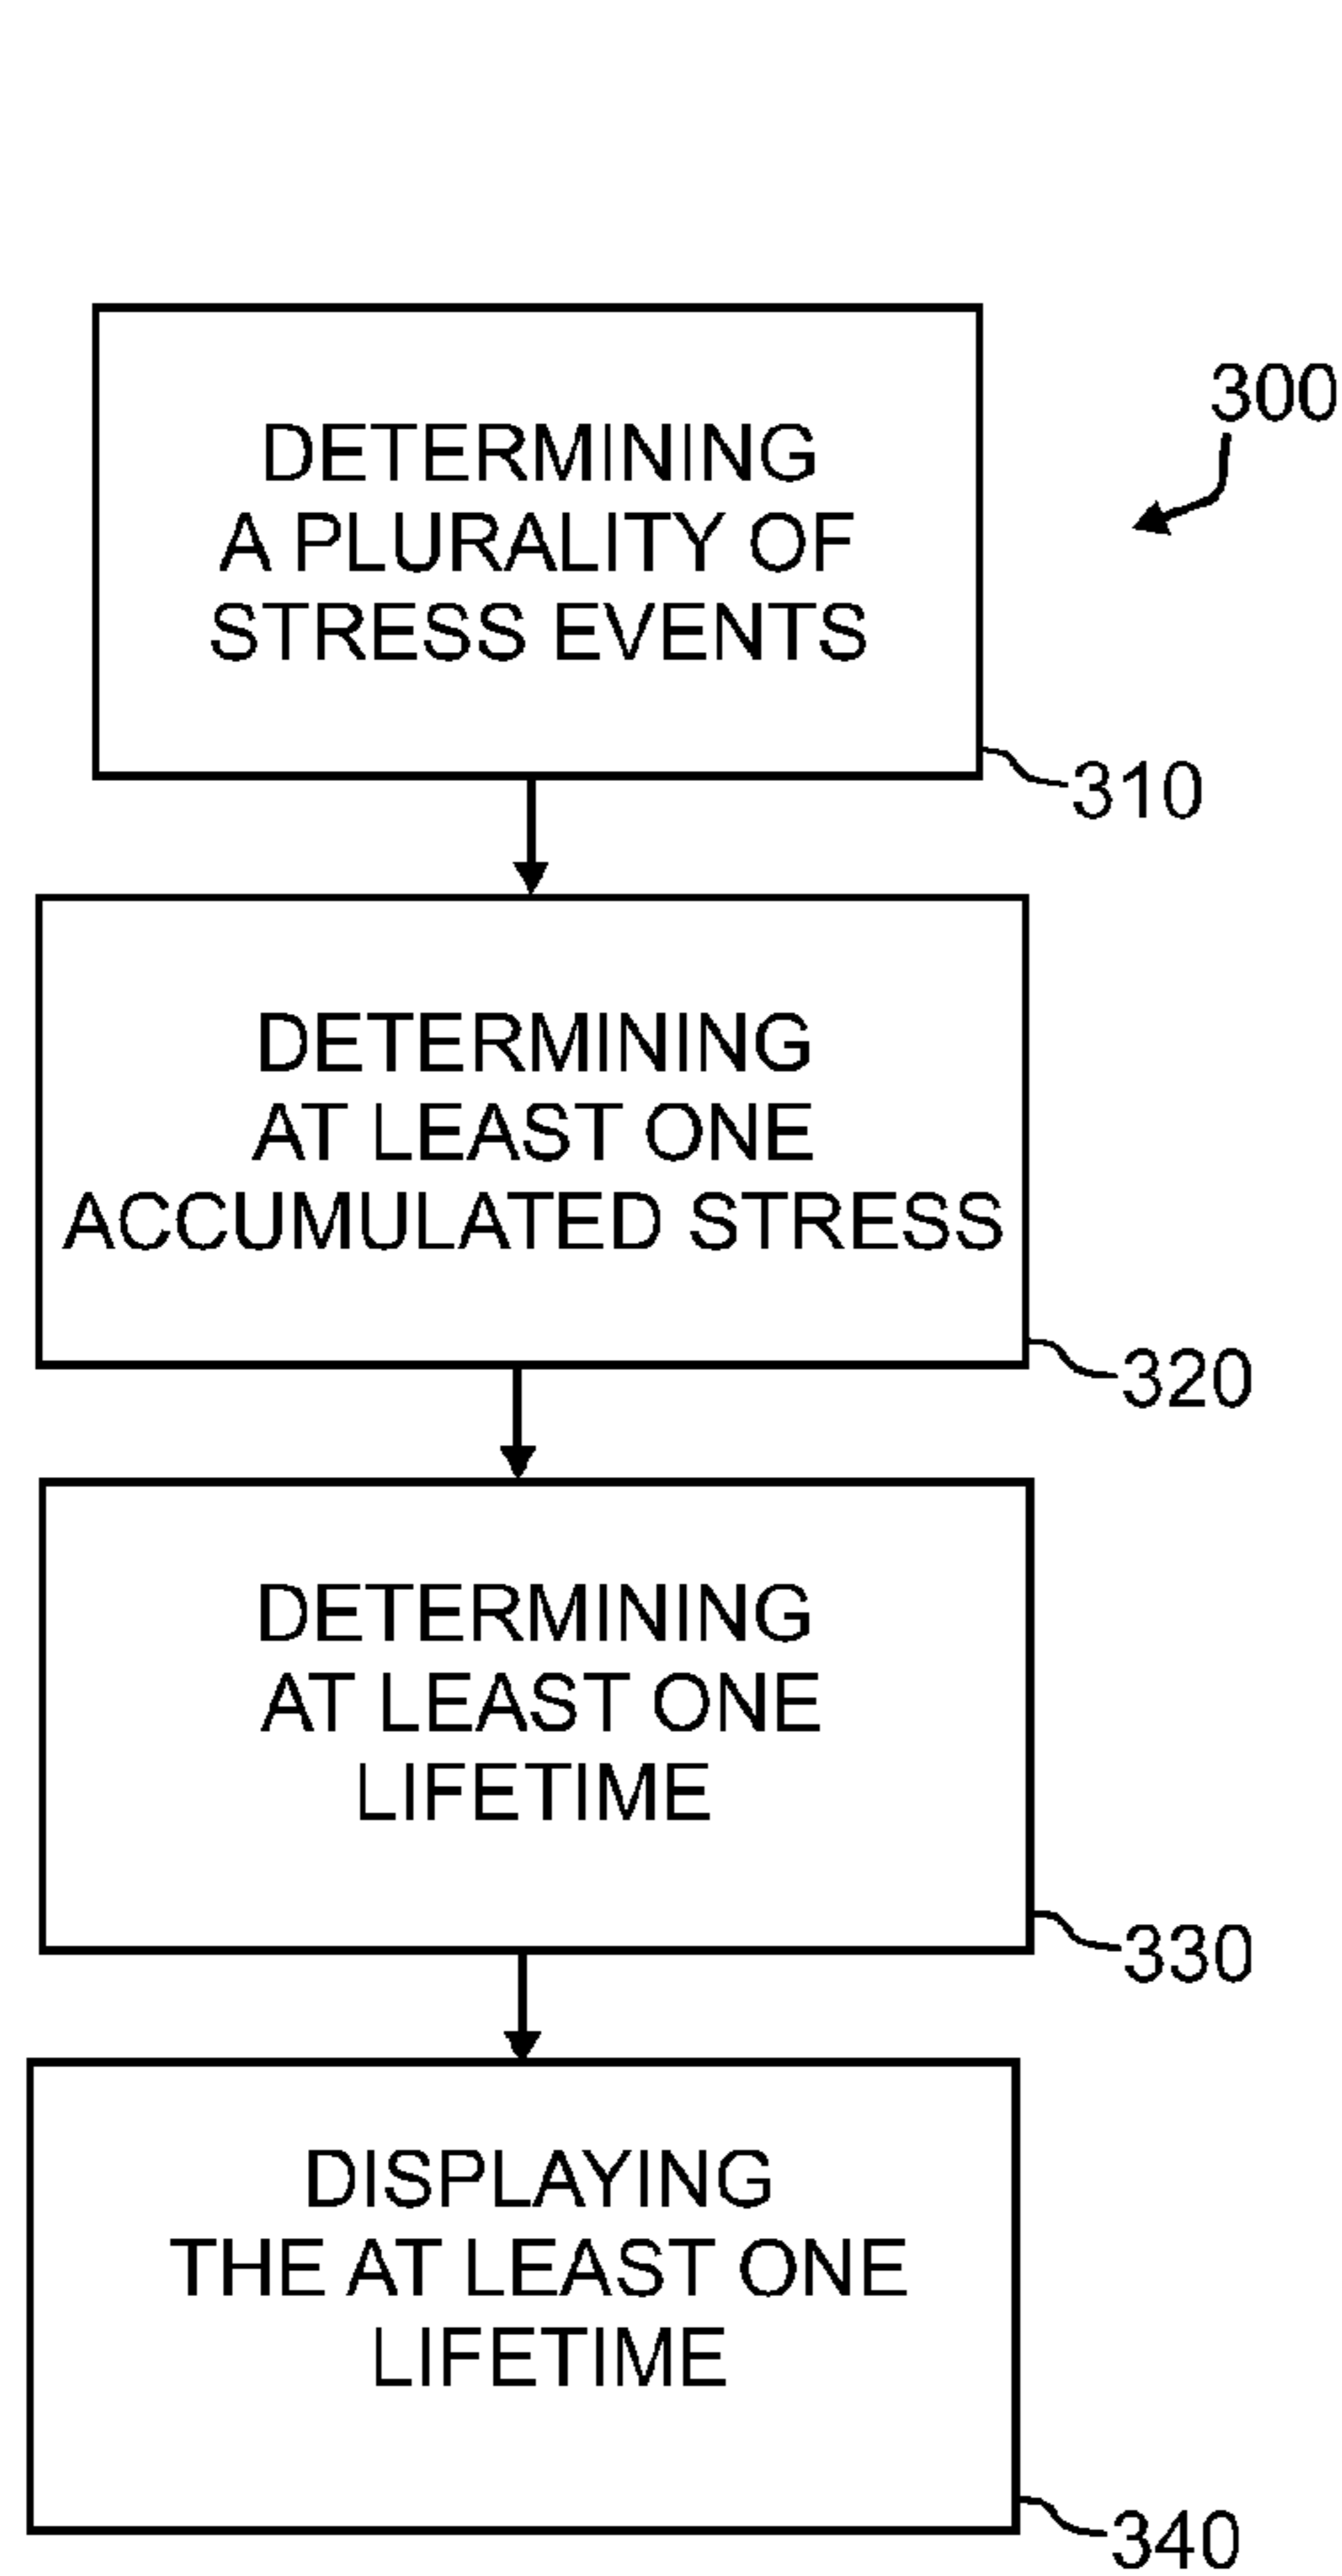 300
DETERMINING
A PLURALITY OF
STRESS EVENTS
310
DETERMINING
AT LEAST ONE
ACCUMULATED STRESS
320
DETERMINING
AT LEAST ONE
LIFETIME
330
DISPLAYING
THE AT LEAST ONE
LIFETIME
340